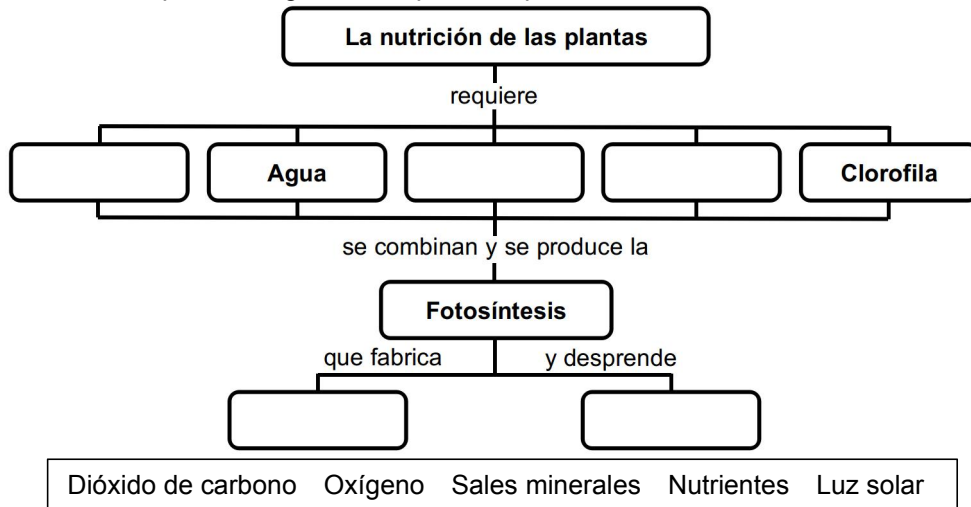 La nutrición de las plantas
requiere
Agua
Clorofila
se combinan y se produce la
Fotosíntesis
que fabrica
y desprende
Dióxido de carbono Oxígeno Sales minerales Nutrientes Luz solar